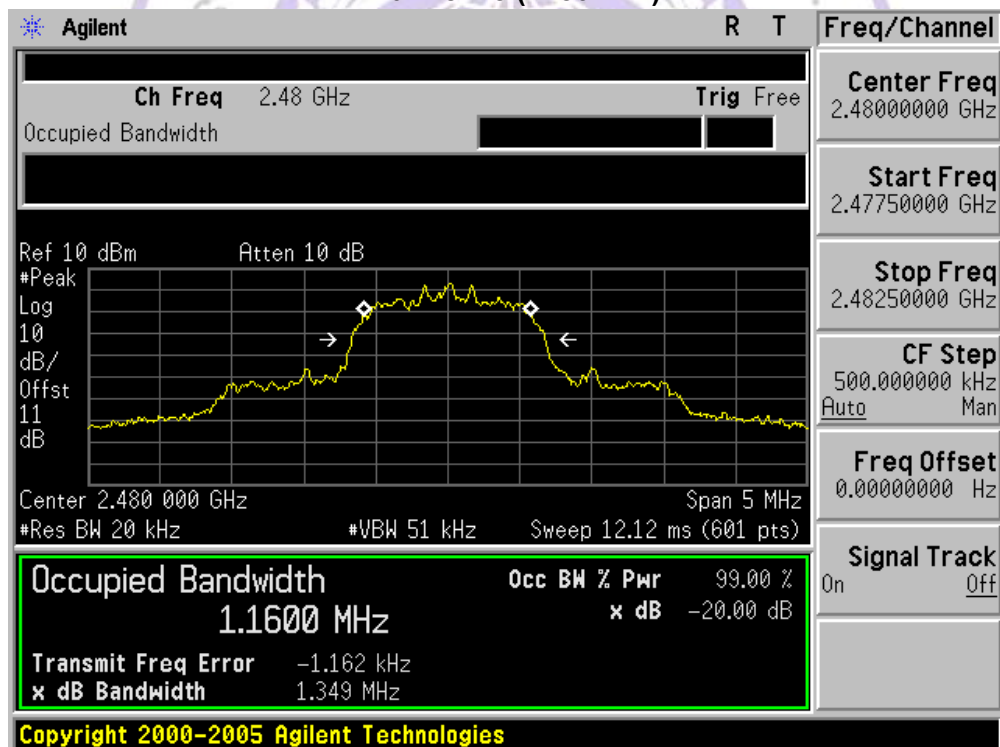 Agilent R T Freq/Channel
Ch Freq 2.48 GHz Trig Free
Occupied Bandwidth
Center Freq
2.48000000 GHz
Start Freq
2.47750000 GHz
Stop Freq
2.48250000 GHz
CF Step
500.000000 kHz
Auto Man
Freq Offset
0.00000000 Hz
Signal Track
On Off
Ref 10 dBm Atten 10 dB
#Peak
Log
10
dB/
Offst
11
dB
Center 2.480 000 GHz Span 5 MHz
#Res BW 20 kHz #VBW 51 kHz Sweep 12.12 ms (601 pts)
Occupied Bandwidth Occ BW % Pwr 99.00 %
1.1600 MHz x dB -20.00 dB
Transmit Freq Error -1.162 kHz
x dB Bandwidth 1.349 MHz
Copyright 2000-2005 Agilent Technologies